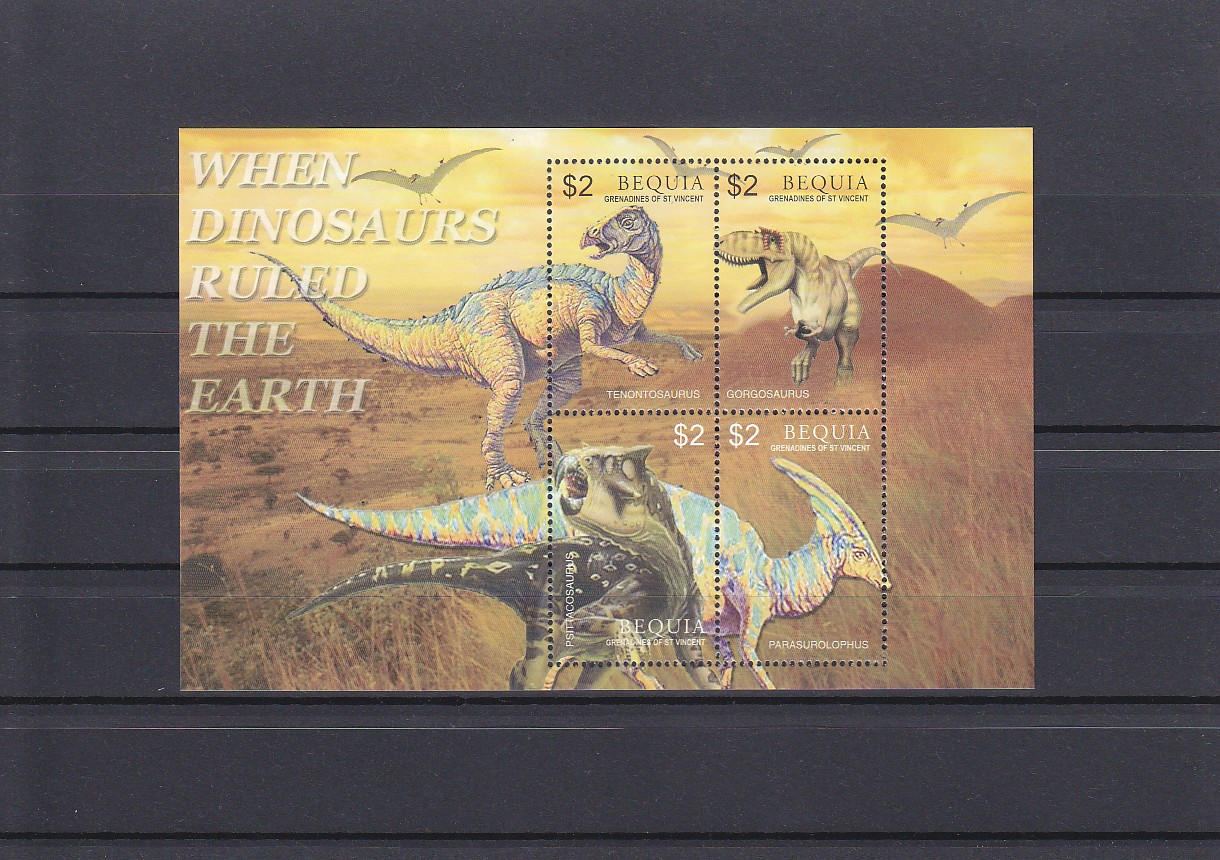 WHEN
DINOSAURS
RULED
THE
EARTH
$2 BEQUIA
GRENADINES OF ST VINCENT
TENONTOSAURUS
$2 BEQUIA
GRENADINES OF ST VINCENT
GORGOSAURUS
$2
PSITTACOSAURUS
BEQUIA
GRENADINES OF ST VINCENT
$2 BEQUIA
GRENADINES OF ST VINCENT
PARASUROLOPHUS